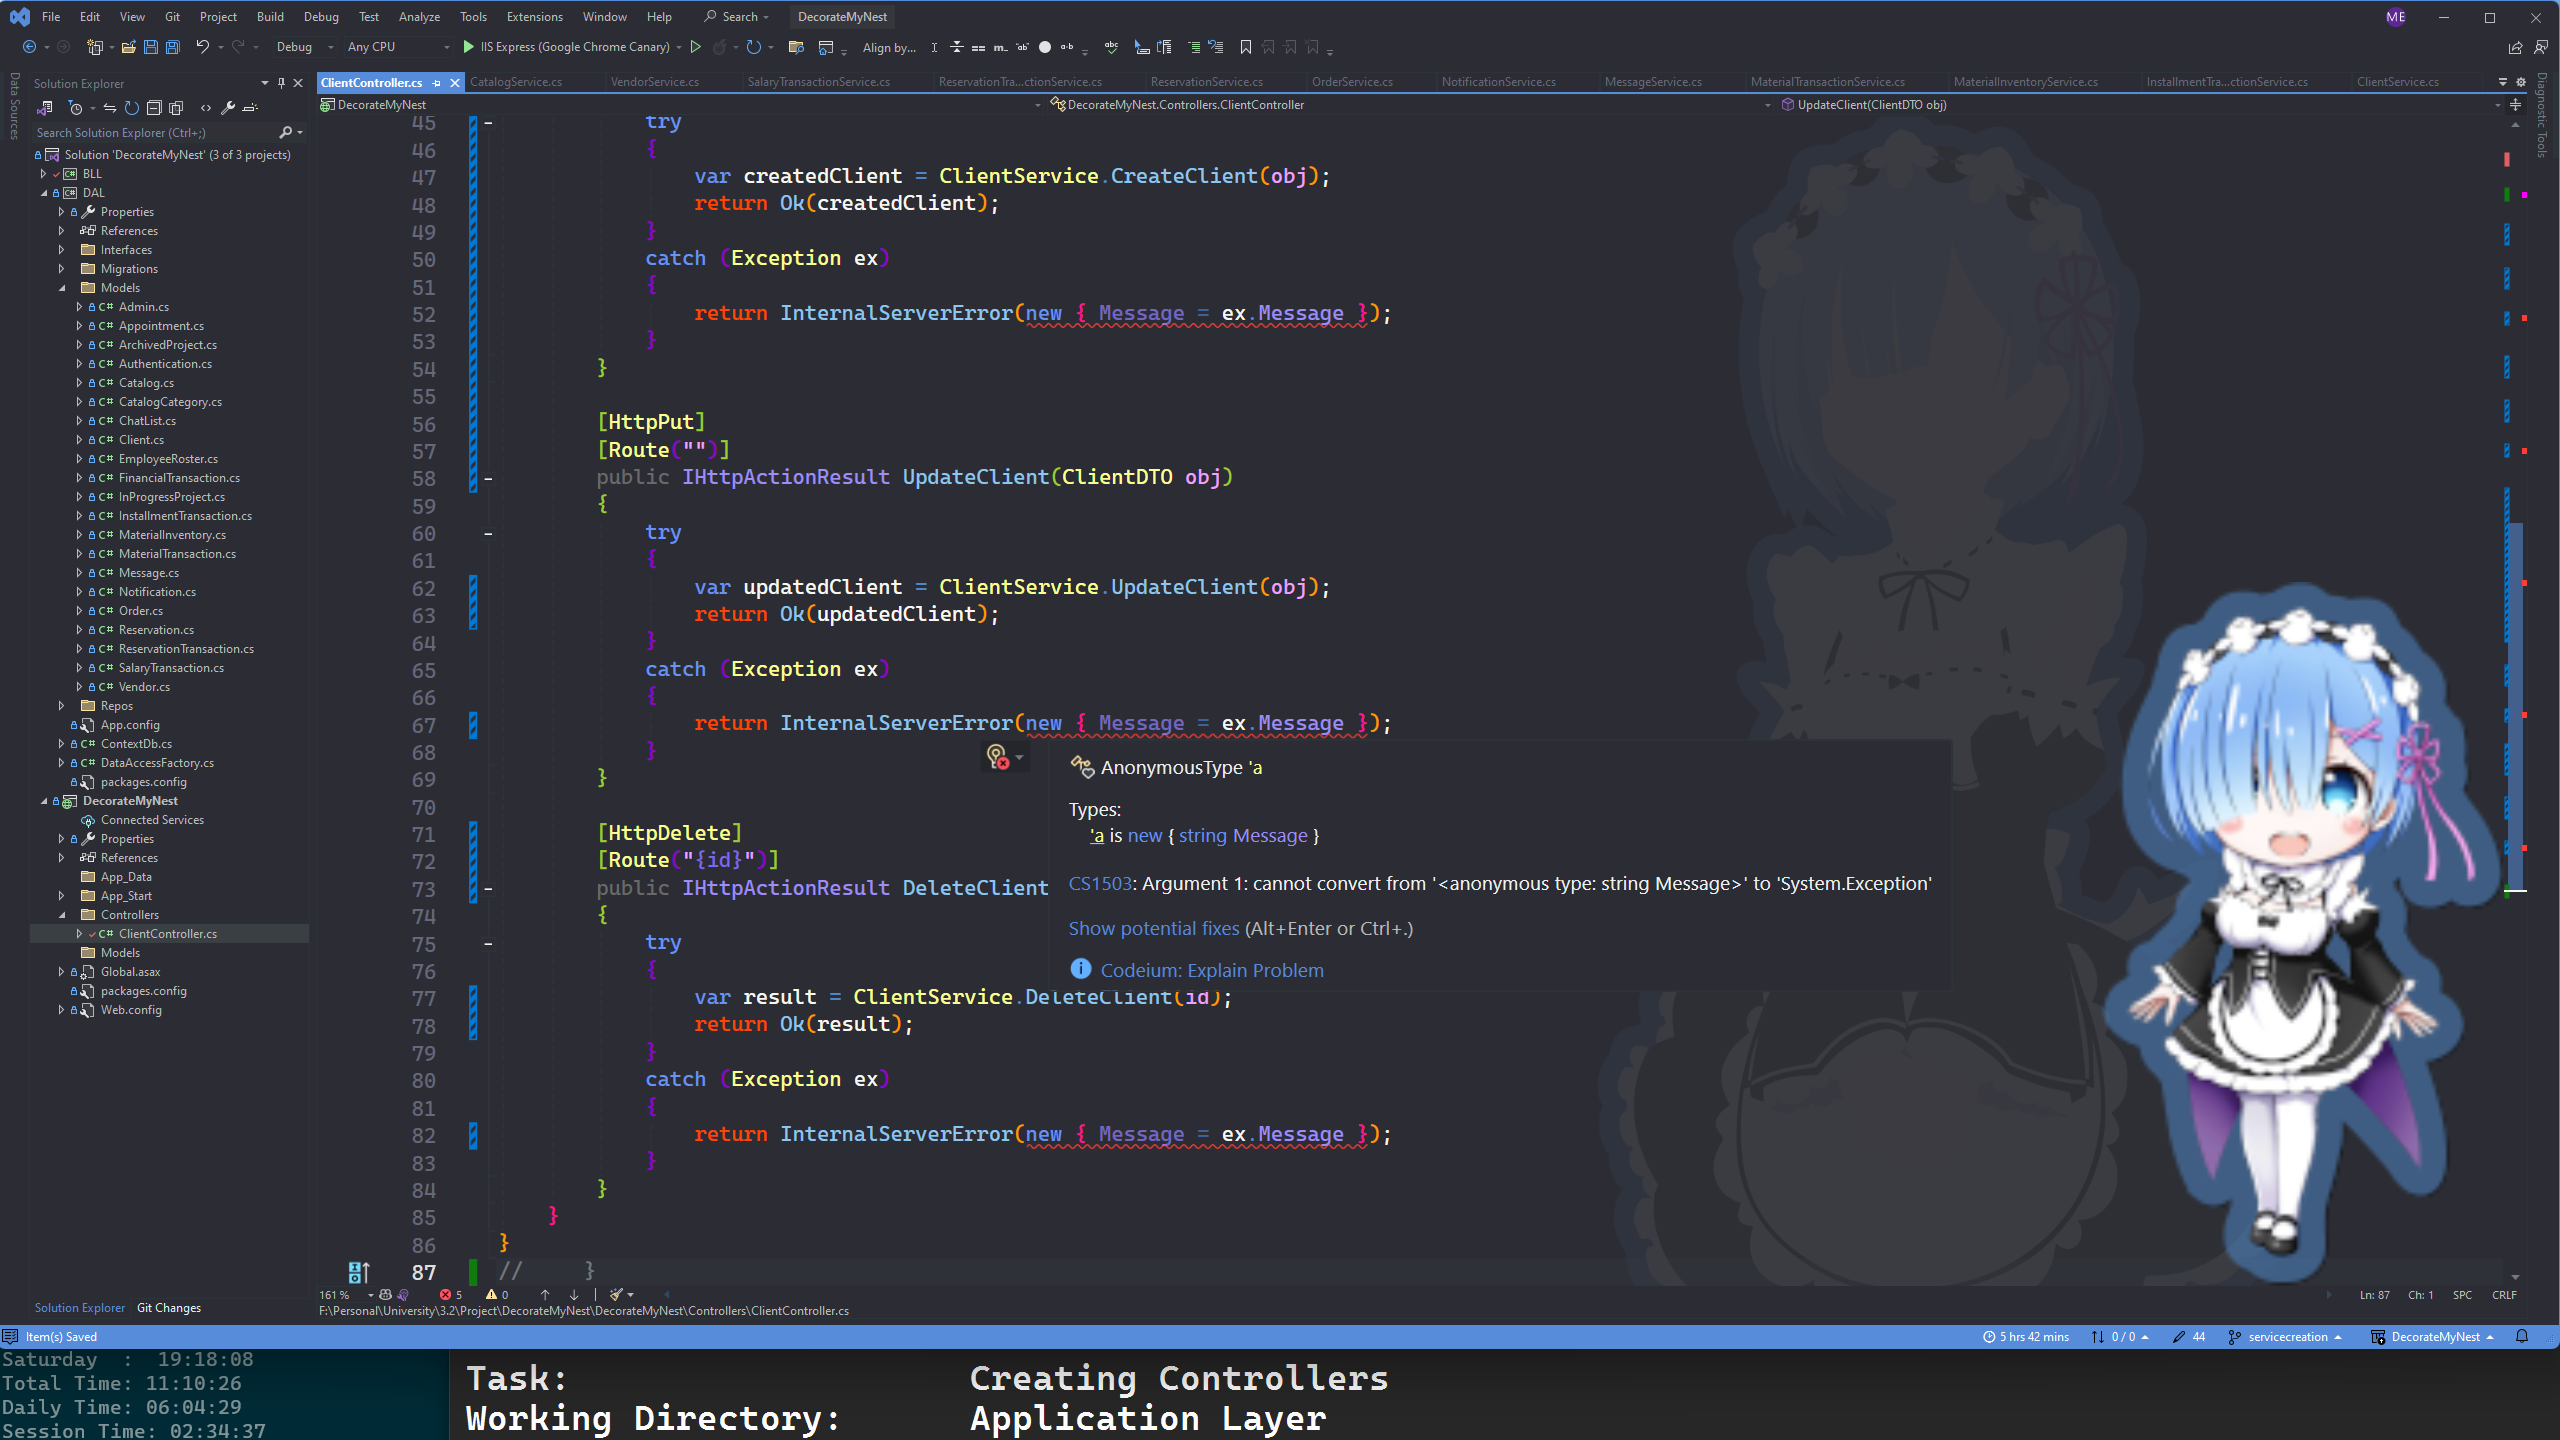 File Edit View Git Project Build Debug Test Analyze Tools Extensions Window Help Search DecorateMyNest ME
Debug Any CPU IIS Express (Google Chrome Canary) Align by...
Data Sources
Solution Explorer
Search Solution Explorer (Ctrl+;)
Solution 'DecorateMyNest' (3 of 3 projects)
C# BLL
C# DAL
Properties
References
Interfaces
Migrations
Models
C# Admin.cs
C# Appointment.cs
C# ArchivedProject.cs
C# Authentication.cs
C# Catalog.cs
C# CatalogCategory.cs
C# ChatList.cs
C# Client.cs
C# EmployeeRoster.cs
C# FinancialTransaction.cs
C# InProgressProject.cs
C# InstallmentTransaction.cs
C# MaterialInventory.cs
C# MaterialTransaction.cs
C# Message.cs
C# Notification.cs
C# Order.cs
C# Reservation.cs
C# ReservationTransaction.cs
C# SalaryTransaction.cs
C# Vendor.cs
Repos
App.config
C# ContextDb.cs
C# DataAccessFactory.cs
packages.config
DecorateMyNest
Connected Services
Properties
References
App_Data
App_Start
Controllers
C# ClientController.cs
Models
Global.asax
packages.config
Web.config
Solution Explorer Git Changes
ClientController.cs CatalogService.cs VendorService.cs SalaryTransactionService.cs ReservationTra...ctionService.cs ReservationService.cs OrderService.cs NotificationService.cs MessageService.cs MaterialTransactionService.cs MaterialInventoryService.cs InstallmentTra...ctionService.cs ClientService.cs
DecorateMyNest DecorateMyNest.Controllers.ClientController UpdateClient(ClientDTO obj)
Diagnostic Tools
45 try
46 {
47 var createdClient = ClientService.CreateClient(obj);
48 return Ok(createdClient);
49 }
50 catch (Exception ex)
51 {
52 return InternalServerError(new { Message = ex.Message });
53 }
54 }
55
56 [HttpPut]
57 [Route("")]
58 public IHttpActionResult UpdateClient(ClientDTO obj)
59 {
60 try
61 {
62 var updatedClient = ClientService.UpdateClient(obj);
63 return Ok(updatedClient);
64 }
65 catch (Exception ex)
66 {
67 return InternalServerError(new { Message = ex.Message });
68 }
69 }
70
71 [HttpDelete]
72 [Route("{id}")]
73 public IHttpActionResult DeleteClient
74 {
75 try
76 {
77 var result = ClientService.DeleteClient(id);
78 return Ok(result);
79 }
80 catch (Exception ex)
81 {
82 return InternalServerError(new { Message = ex.Message });
83 }
84 }
85 }
86 }
87 // }
AnonymousType 'a
Types:
'a is new { string Message }
CS1503: Argument 1: cannot convert from '<anonymous type: string Message>' to 'System.Exception'
Show potential fixes (Alt+Enter or Ctrl+.)
Codeium: Explain Problem
161 % 5 0 Ln: 87 Ch: 1 SPC CRLF
F:\Personal\University\3.2\Project\DecorateMyNest\DecorateMyNest\Controllers\ClientController.cs
Item(s) Saved 5 hrs 42 mins 0 / 0 44 servicecreation DecorateMyNest
Saturday : 19:18:08
Total Time: 11:10:26
Daily Time: 06:04:29
Session Time: 02:34:37
Task: Creating Controllers
Working Directory: Application Layer